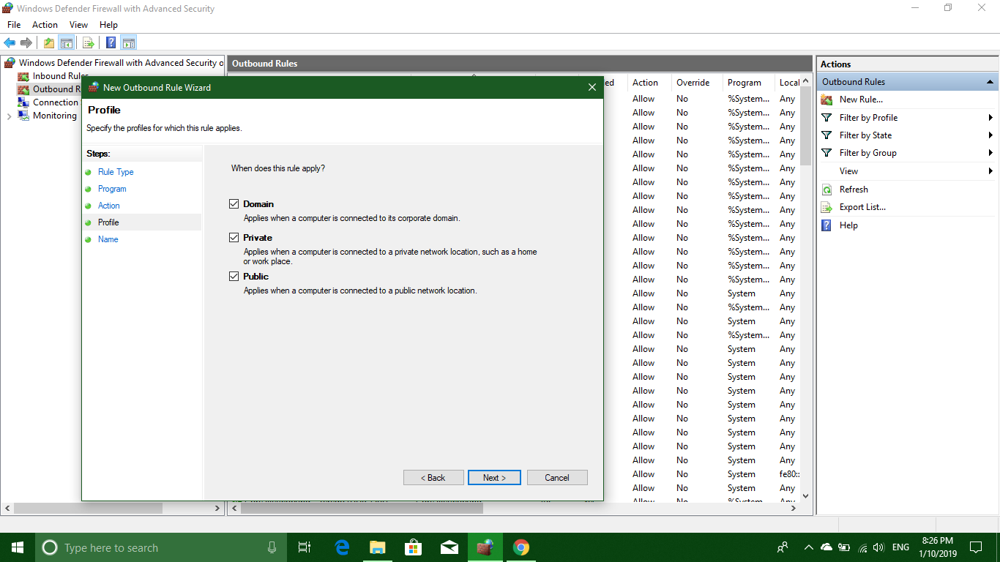 Windows Defender Firewall with Advanced Security
File Action View Help
Windows Defender Firewall with Advanced Security o
Inbound Rules
Outbound R
Connection
Monitoring
Outbound Rules
ed Action Override Program Local
Allow No %System... Any
Allow No %System... Any
Allow No %System... Any
Allow No %System... Any
Allow No %System... Any
Allow No %System... Any
Allow No %System... Any
Allow No %System... Any
Allow No %System... Any
Allow No %System... Any
Allow No %System... Any
Allow No %System... Any
Allow No %System... Any
Allow No %System... Any
Allow No System Any
Allow No %System... Any
Allow No System Any
Allow No %System... Any
Allow No System Any
Allow No System Any
Allow No System Any
Allow No System Any
Allow No System Any
Allow No System Any
Allow No System Any
Allow No System Any
Allow No System Any
Allow No System fe80::
Allow No System Any
Allow No %System... Any
New Outbound Rule Wizard
Profile
Specify the profiles for which this rule applies.
Steps:
Rule Type
Program
Action
Profile
Name
When does this rule apply?
Domain
Applies when a computer is connected to its corporate domain.
Private
Applies when a computer is connected to a private network location, such as a home
or work place.
Public
Applies when a computer is connected to a public network location.
< Back Next > Cancel
Actions
Outbound Rules
New Rule...
Filter by Profile
Filter by State
Filter by Group
View
Refresh
Export List...
Help
Type here to search
ENG
8:26 PM
1/10/2019